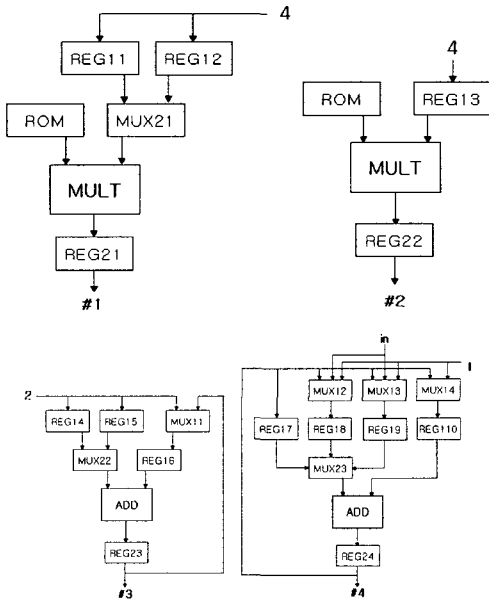 4
REG11 REG12
ROM MUX21
MULT
REG21
#1
4
ROM REG13
MULT
REG22
#2
2
REG14 REG15 MUX11
MUX22 REG16
ADD
REG23
#3
in
1
MUX12 MUX13 MUX14
REG17 REG18 REG19 REG110
MUX23
ADD
REG24
#4